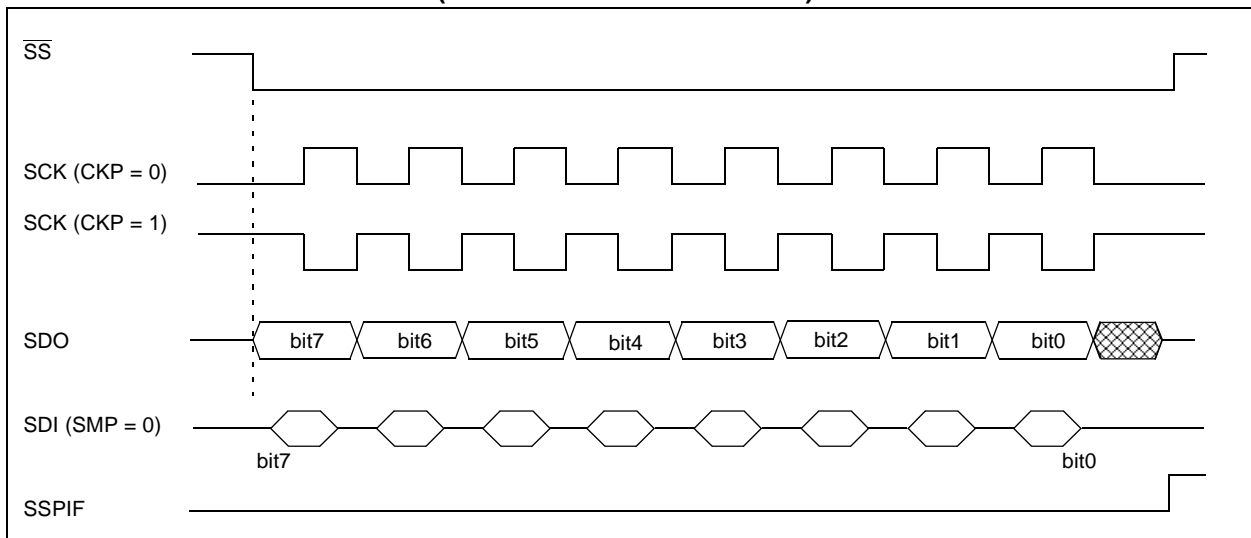 SS
SCK (CKP = 0)
SCK (CKP = 1)
SDO
bit7 bit6 bit5 bit4 bit3 bit2 bit1 bit0
SDI (SMP = 0)
bit7 bit0
SSPIF